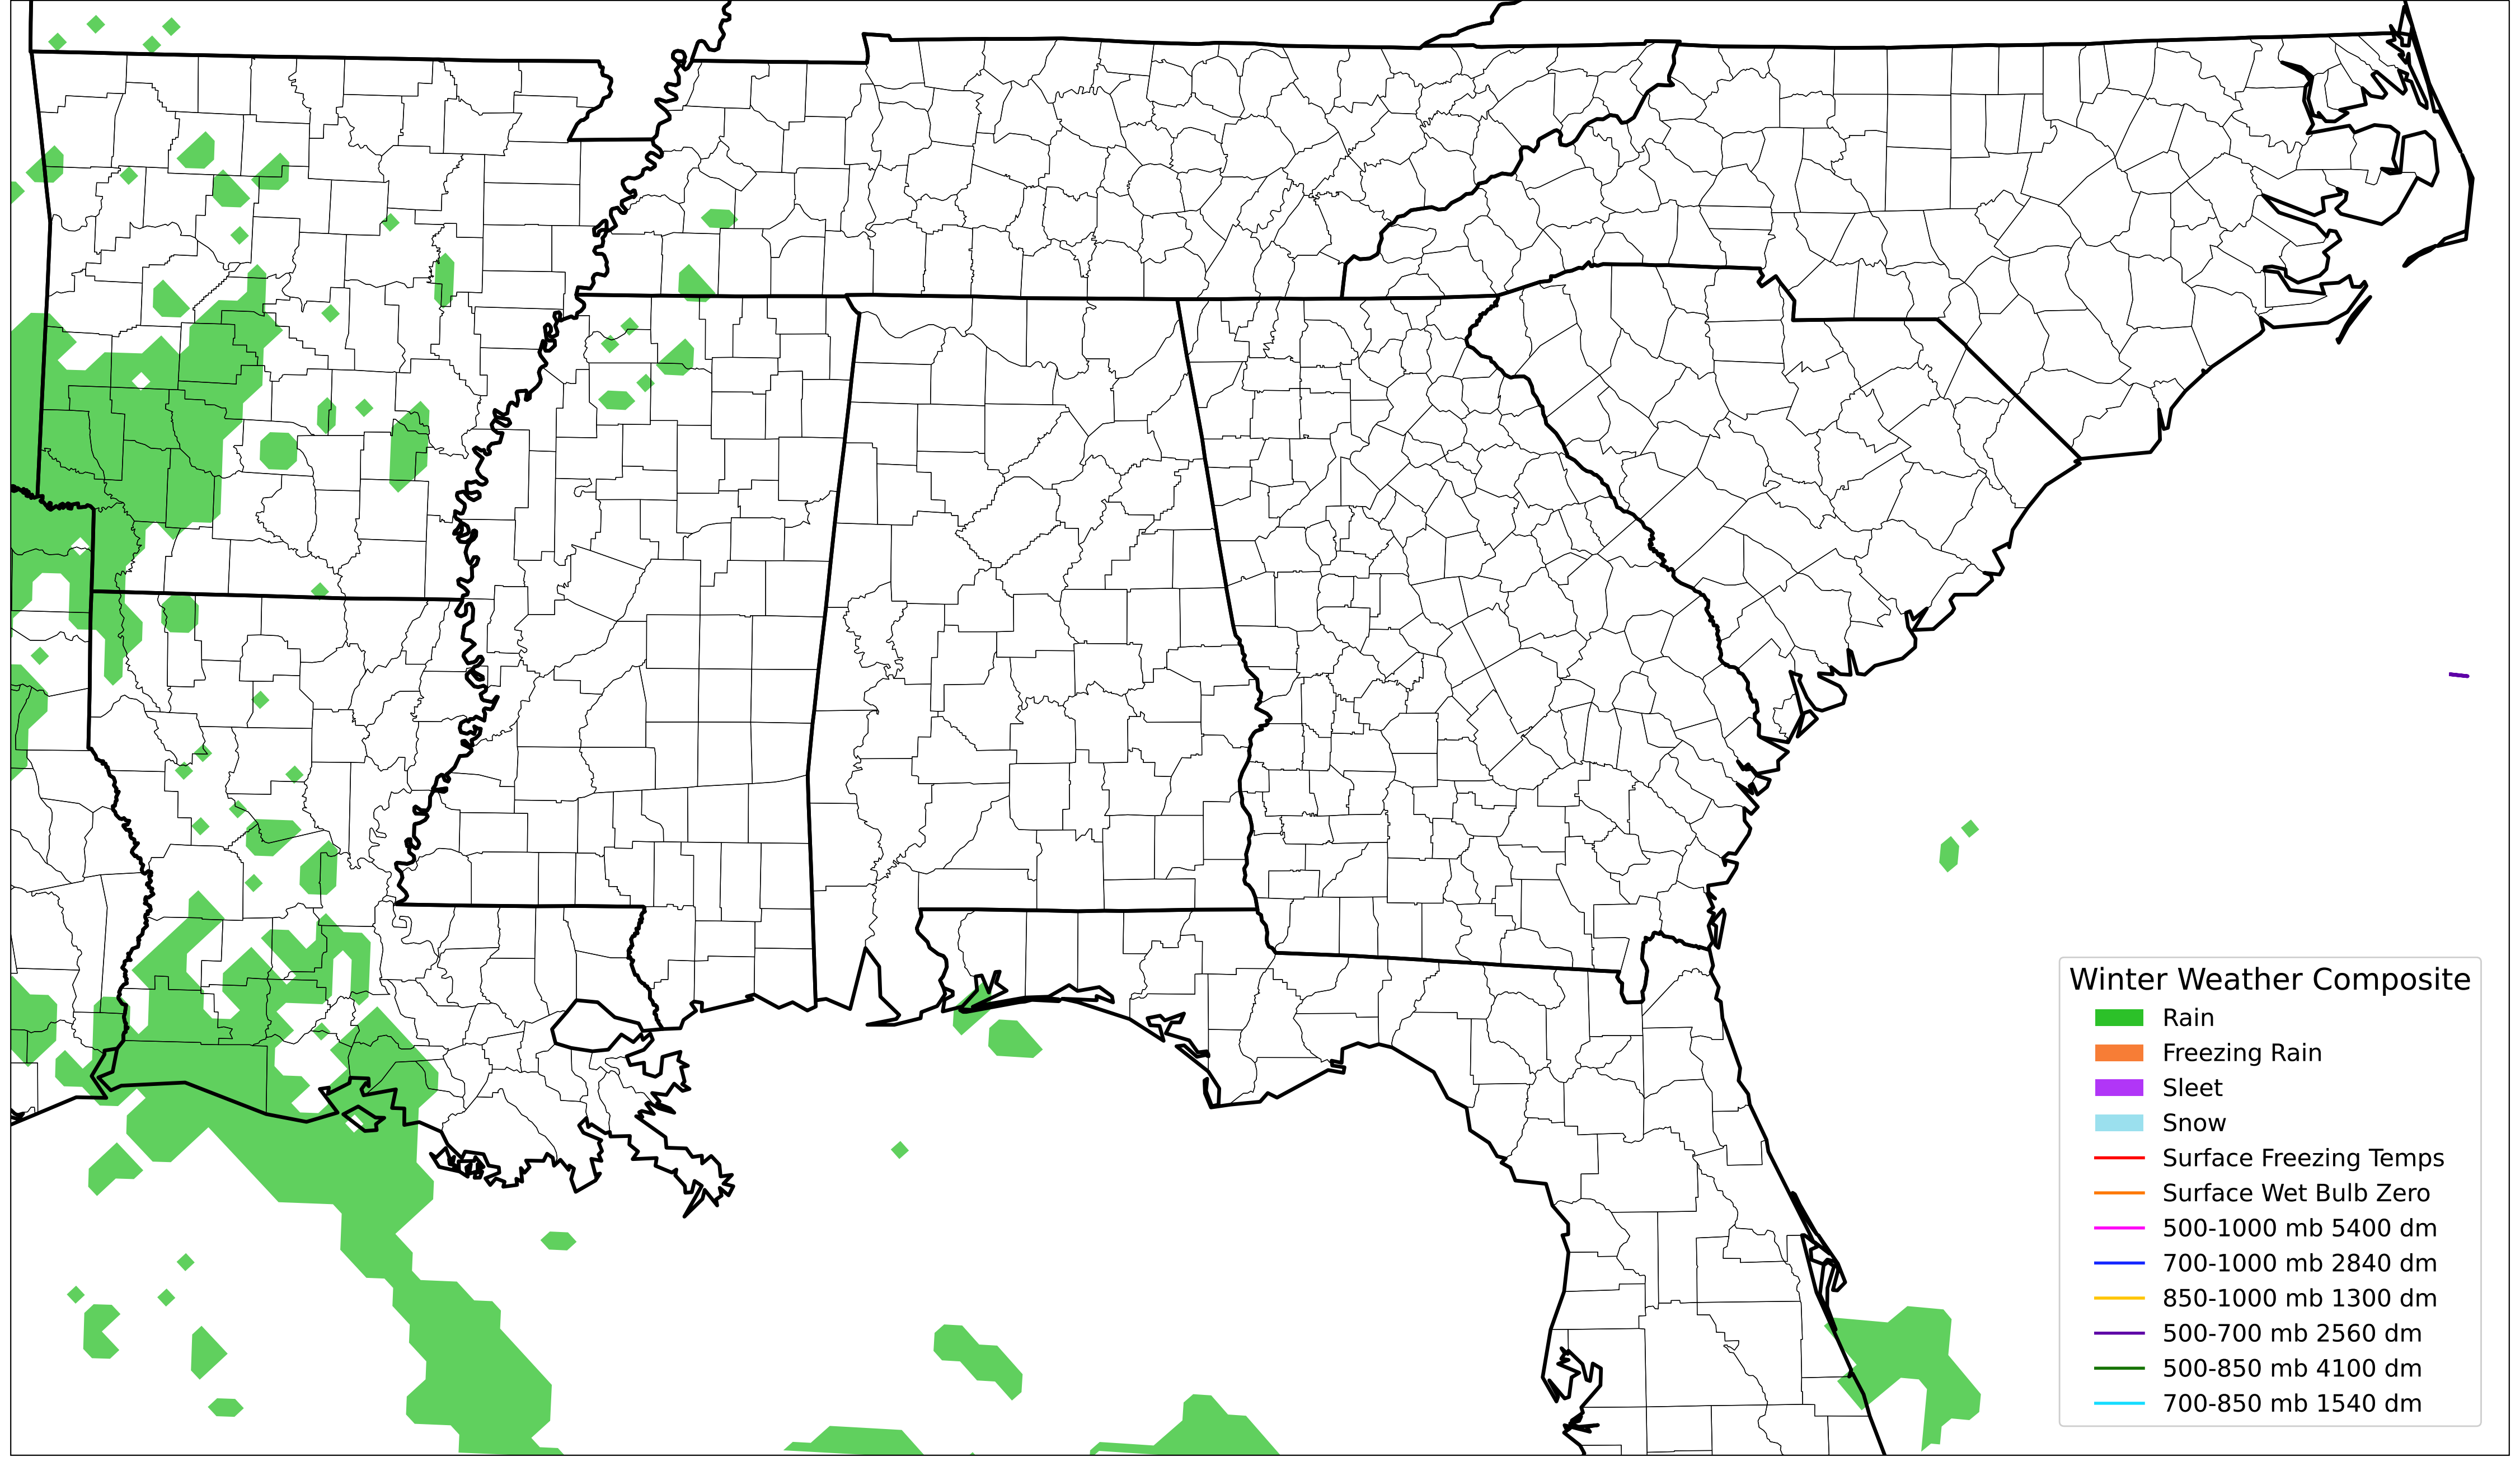 Winter Weather Composite
Rain
Freezing Rain
Sleet
Snow
Surface Freezing Temps
Surface Wet Bulb Zero
500-1000 mb 5400 dm
700-1000 mb 2840 dm
850-1000 mb 1300 dm
500-700 mb 2560 dm
500-850 mb 4100 dm
700-850 mb 1540 dm